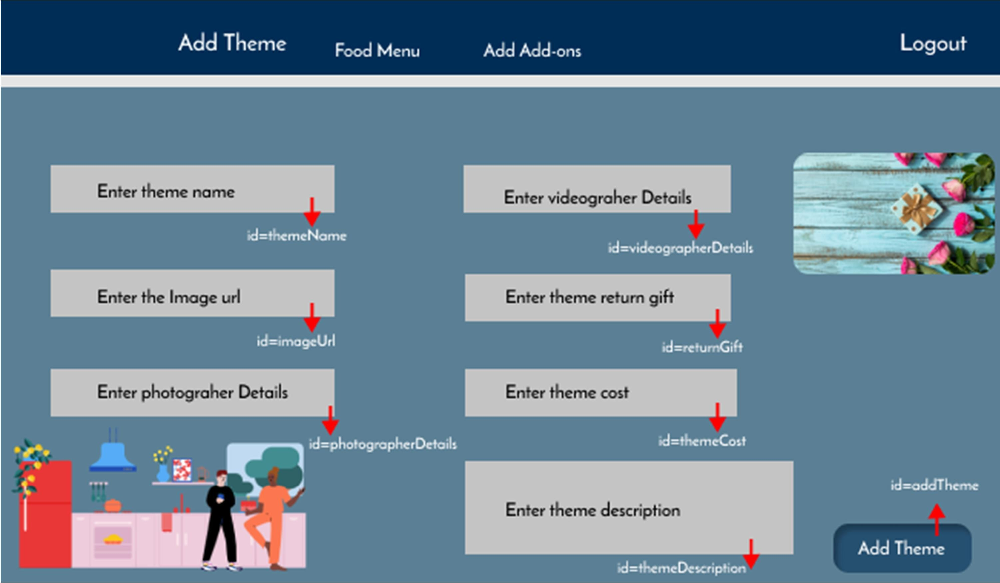 Add Theme
Food Menu
Add Add-ons
Logout
Enter theme name
id=themeName
Enter videograher Details
id=videographerDetails
Enter the Image url
id=imageUrl
Enter theme return gift
id=returnGift
Enter photograher Details
id=photographerDetails
Enter theme cost
id=themeCost
Enter theme description
id=themeDescription
id=addTheme
Add Theme